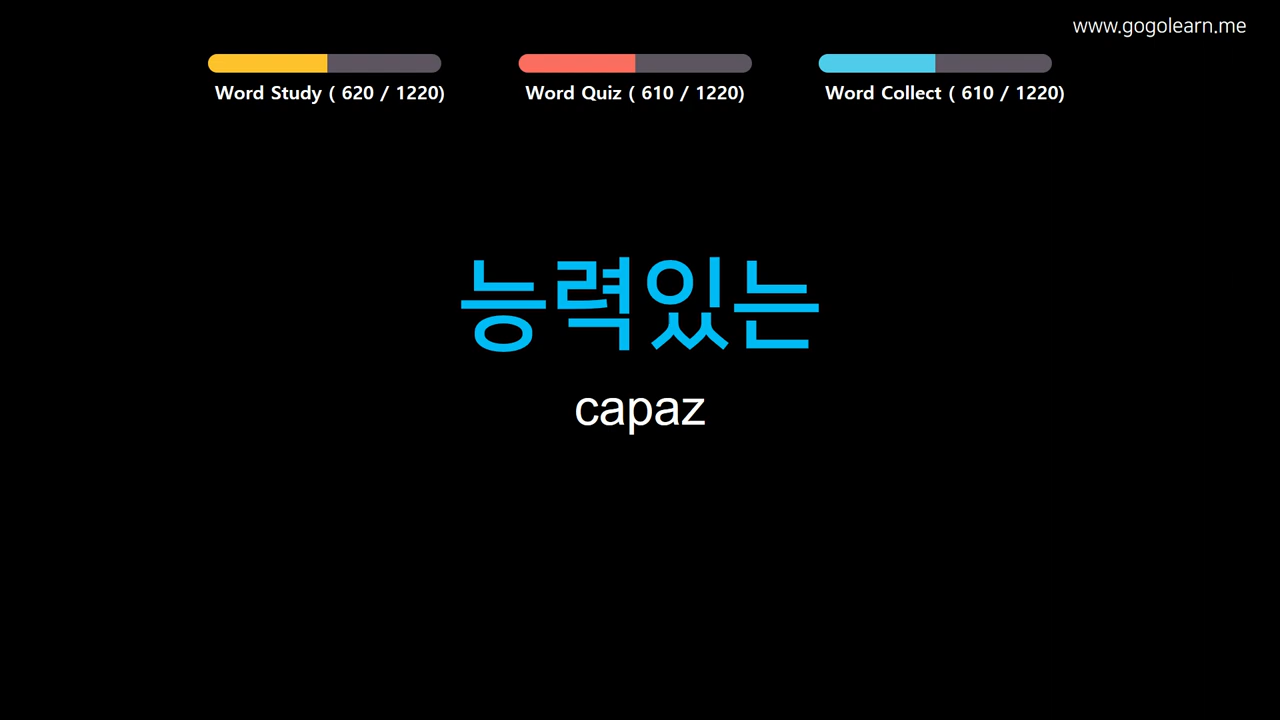 www.gogolearn.me
Word Study ( 620 / 1220)
Word Quiz ( 610 / 1220)
Word Collect ( 610 / 1220)
능력있는
capaz